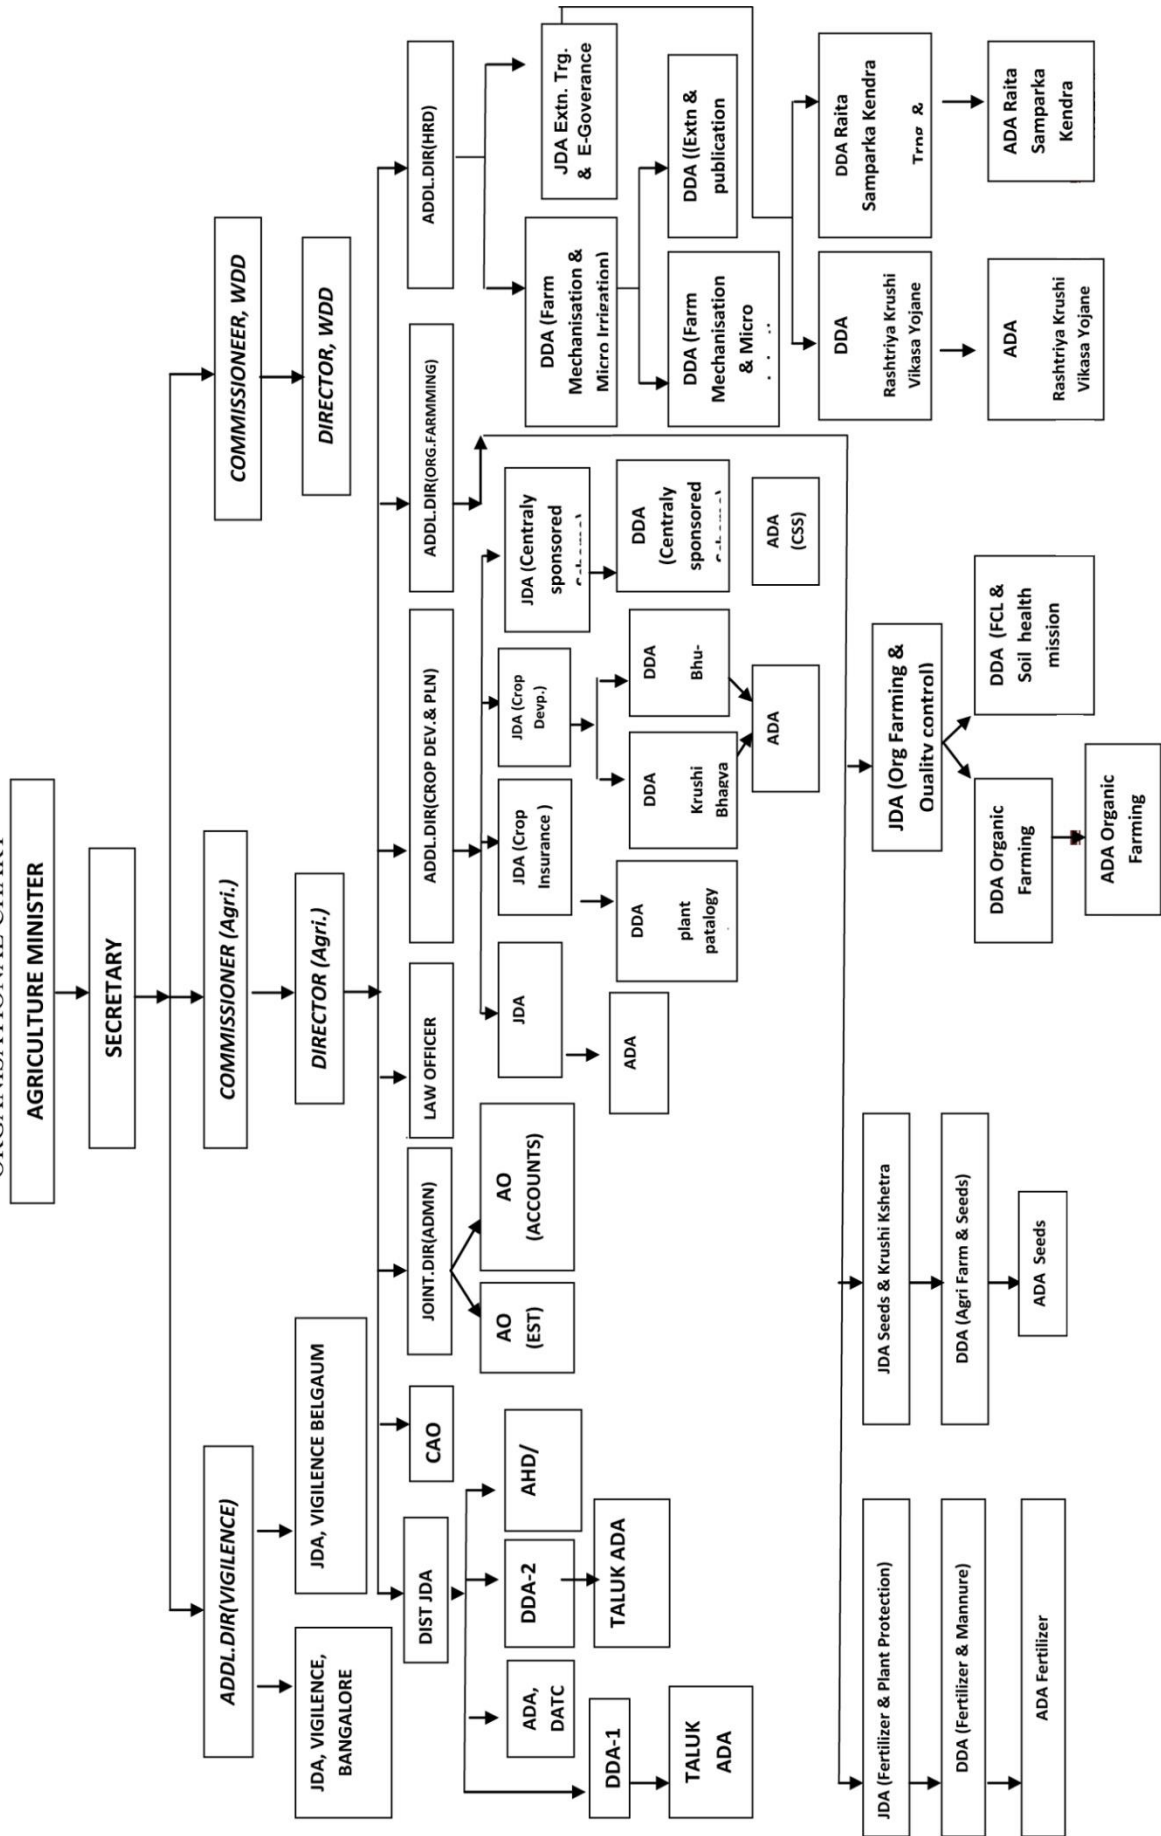 ORGANISATIONAL CHART
AGRICULTURE MINISTER
SECRETARY
ADDL.DIR(VIGILENCE)
COMMISSIONER (Agri.)
COMMISSIONEER, WDD
JDA, VIGILENCE,
BANGALORE
JDA, VIGILENCE BELGAUM
DIRECTOR (Agri.)
DIRECTOR, WDD
DIST JDA
CAO
JOINT.DIR(ADMN)
LAW OFFICER
ADDL.DIR(CROP DEV.& PLN)
ADDL.DIR(ORG.FARMMING)
ADDL.DIR(HRD)
DDA-1
ADA,
DATC
DDA-2
AHD/
TALUK
ADA
TALUK ADA
AO
(EST)
AO
(ACCOUNTS)
JDA
JDA (Crop
Insurance )
JDA (Crop
Devp.)
JDA (Centraly
sponsored
ADA
DDA
plant
patalogy
DDA
Krushi
Bhagya
DDA
Bhu-
DDA
(Centraly
sponsored
ADA
ADA
(CSS)
DDA (Farm
Mechanisation &
Micro Irrigation)
JDA Extn. Trg.
& E-Goverance
DDA (Farm
Mechanisation
& Micro
DDA ((Extn &
publication
DDA
Rashtriya Krushi
Vikasa Yojane
DDA Raita
Samparka Kendra
Trng &
ADA
Rashtriya Krushi
Vikasa Yojane
ADA Raita
Samparka
Kendra
JDA (Fertilizer & Plant Protection)
JDA Seeds & Krushi Kshetra
JDA (Org Farming &
Quality control)
DDA (Fertilizer & Mannure)
DDA (Agri Farm & Seeds)
DDA Organic
Farming
DDA (FCL &
Soil health
mission
ADA Fertilizer
ADA Seeds
ADA Organic
Farming